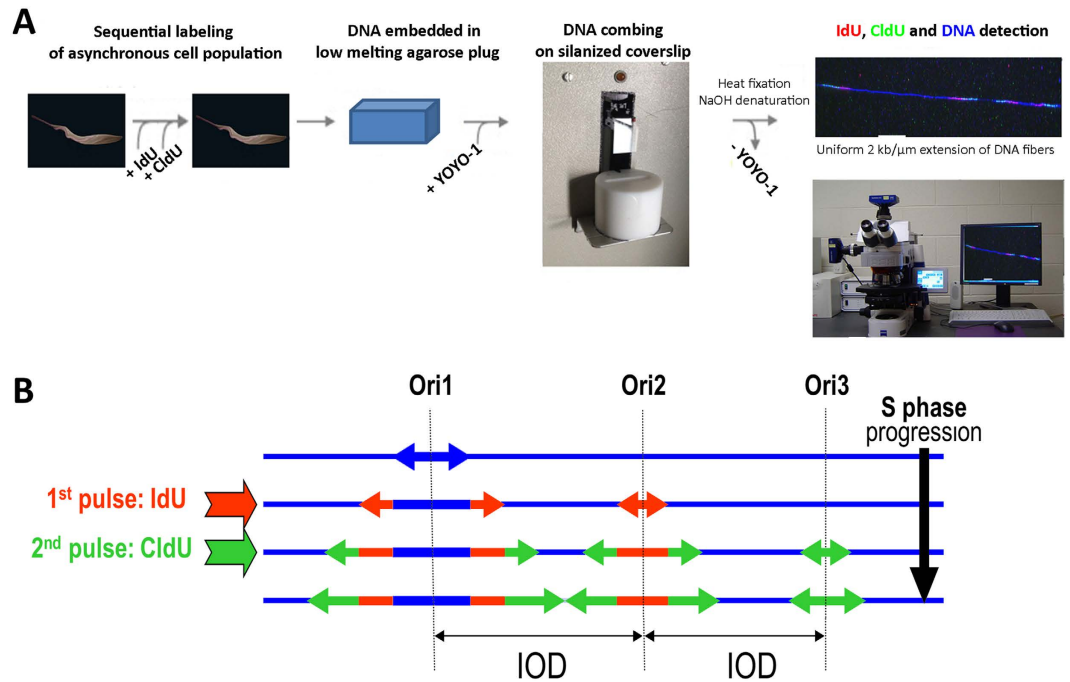 A
Sequential labeling
of asynchronous cell population
DNA embedded in
low melting agarose plug
DNA combing
on silanized coverslip
IdU, CldU and DNA detection
Heat fixation
NaOH denaturation
+ IdU
+ CldU
+ YOYO-1
- YOYO-1
Uniform 2 kb/µm extension of DNA fibers
B
Ori1
Ori2
Ori3
S phase
progression
1st pulse: IdU
2nd pulse: CldU
IOD
IOD